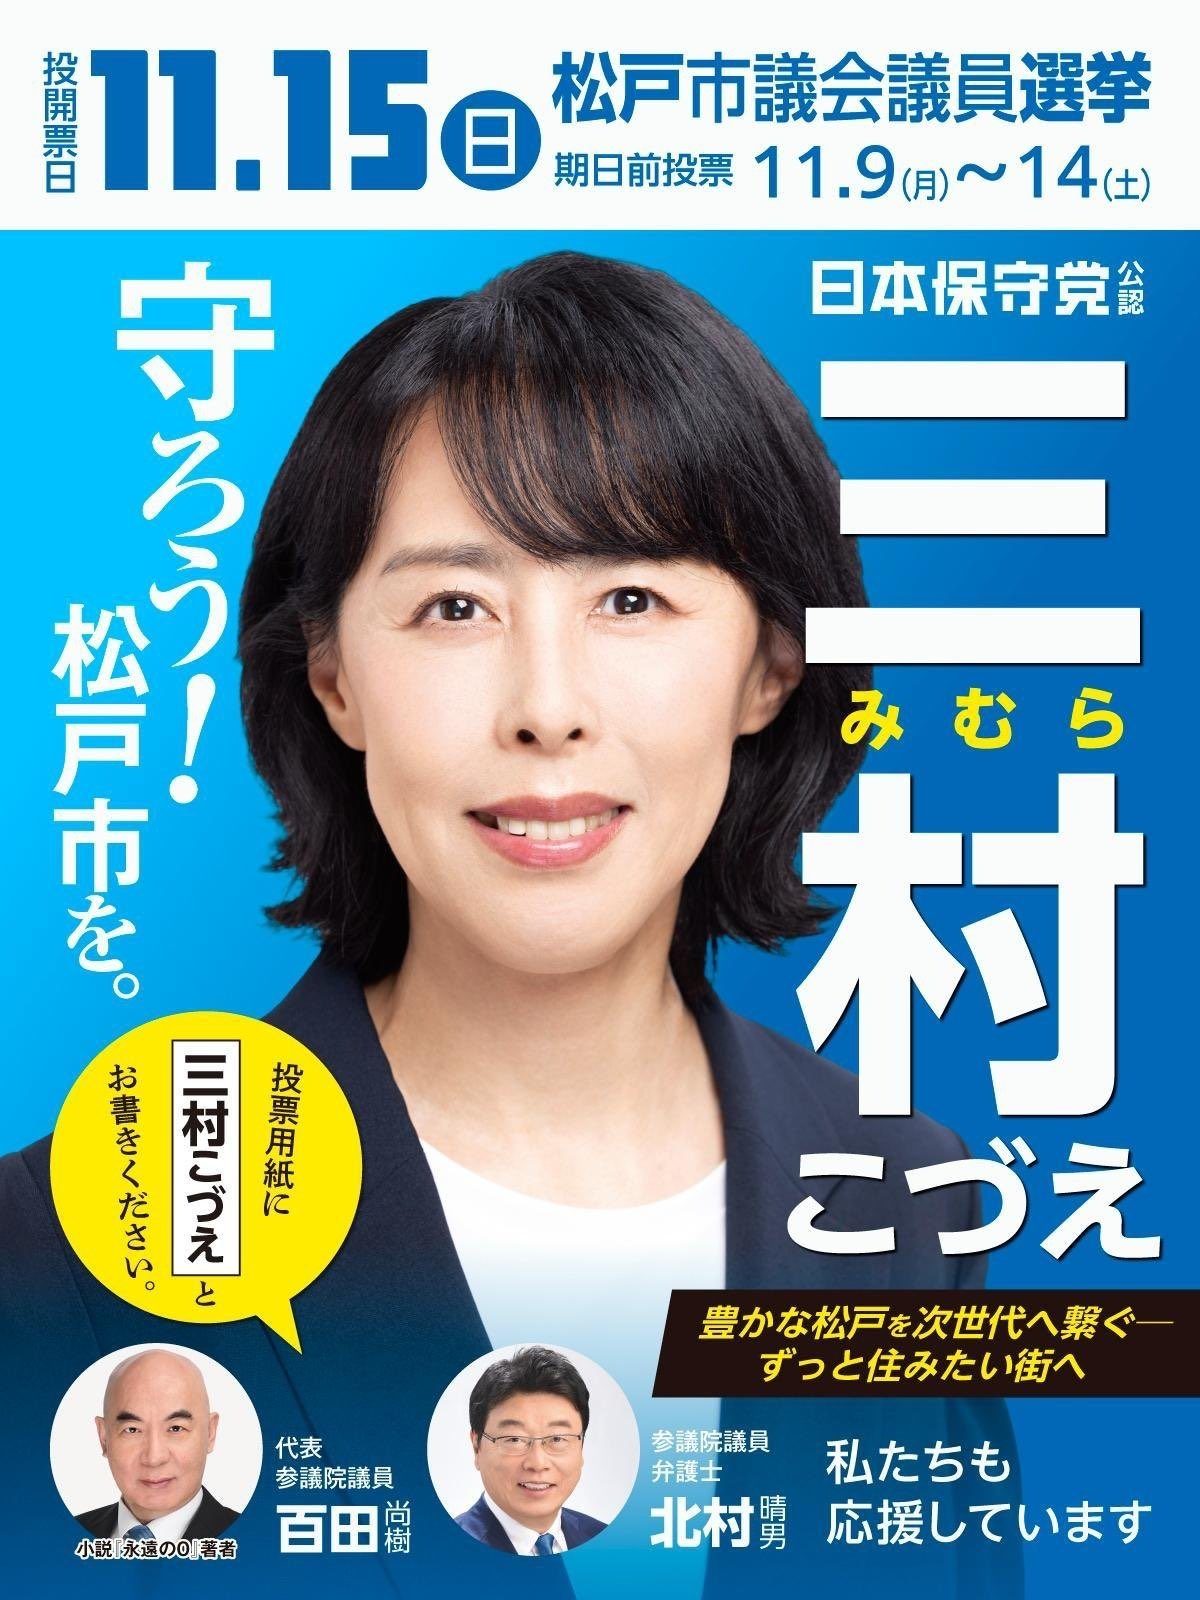 投開票日
11.15(日)
松戸市議会議員選挙
期日前投票 11.9(月)～14(土)
日本保守党公認
三村
みむら
こづえ
守ろう!
松戸市を。
投票用紙に
三村こづえと
お書きください。
豊かな松戸を次世代へ繋ぐ―
ずっと住みたい街へ
代表
参議院議員
百田尚樹
小説『永遠の0』著者
参議院議員
弁護士
北村晴男
私たちも
応援しています